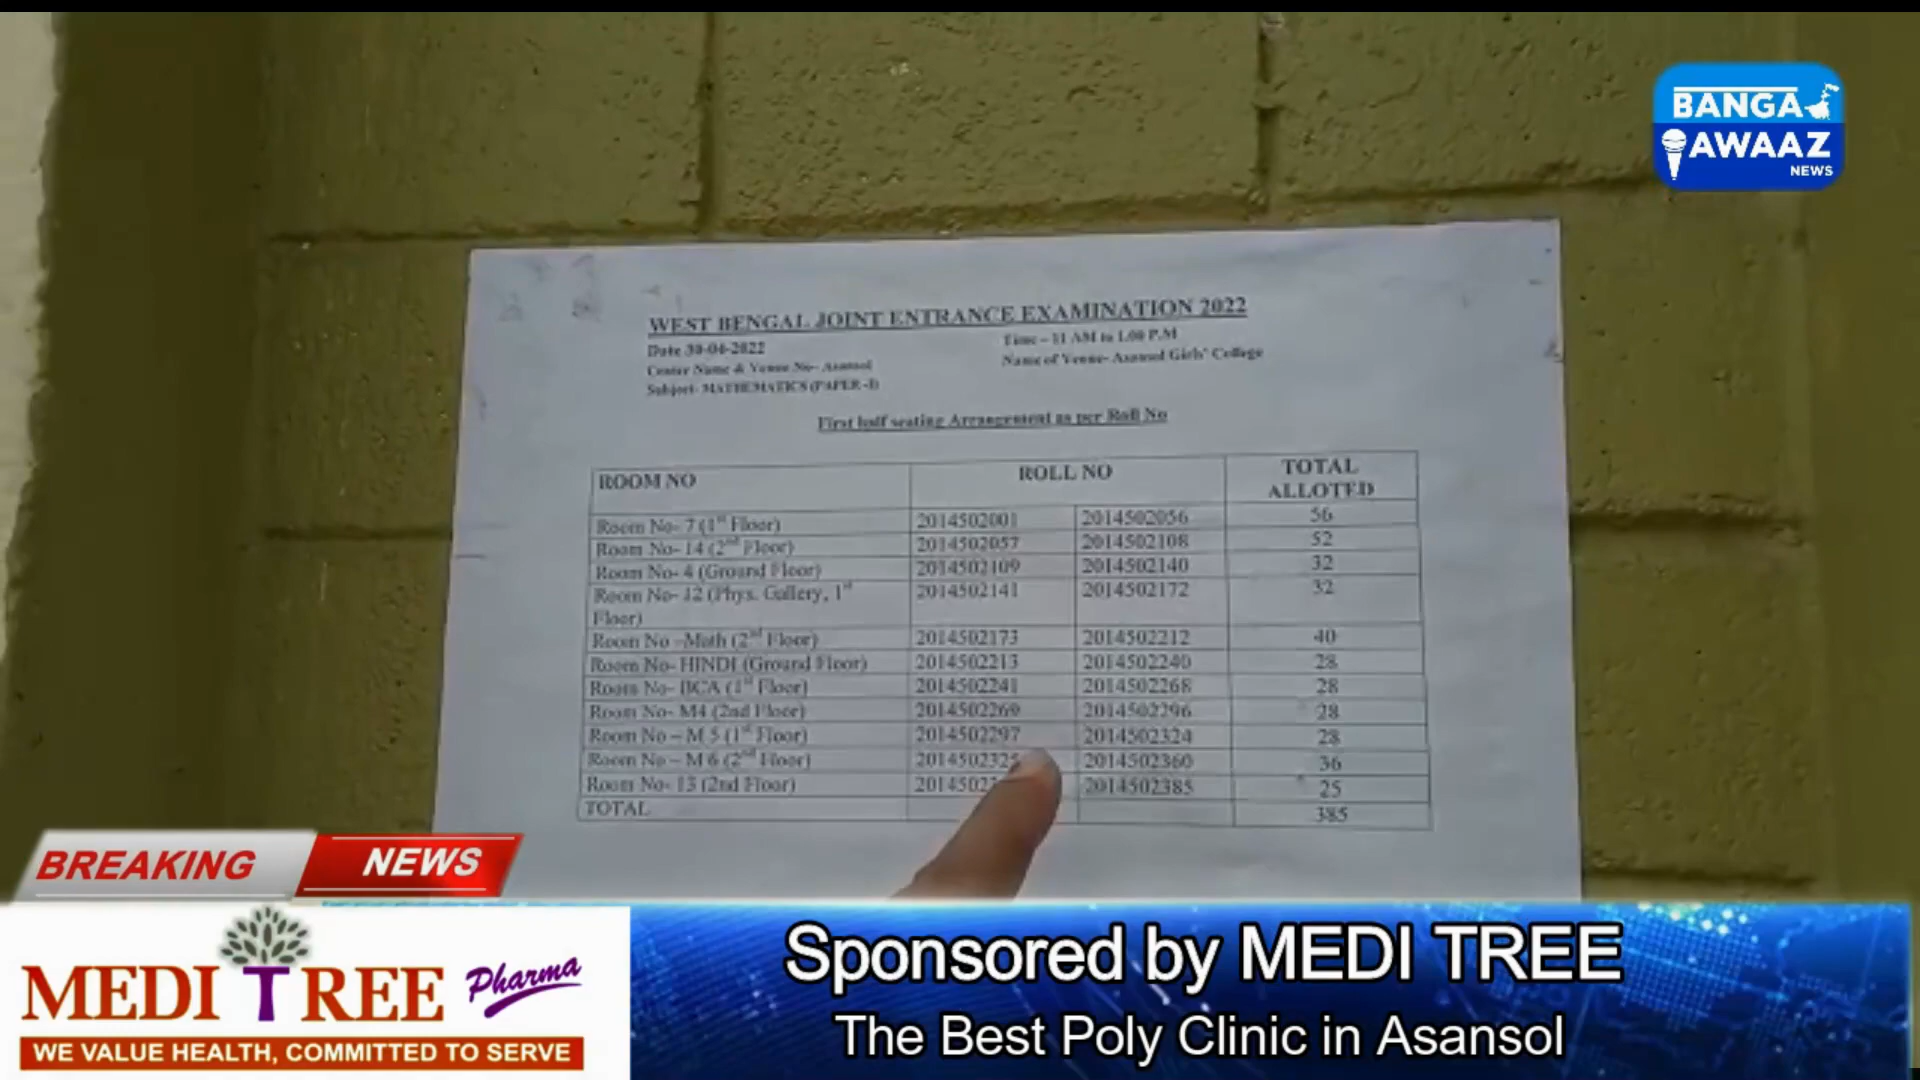 BANGA
AWAAZ
NEWS
WEST BENGAL JOINT ENTRANCE EXAMINATION 2022
Date 30-04-2022
Time - 11 AM to 1.00 P.M
Center Name & Venue No- Asansol
Name of Venue- Asansol Girls' College
Subject- MATHEMATICS (PAPER -I)
First half seating Arrangement as per Roll No
ROOM NO ROLL NO TOTAL ALLOTED
Room No- 7 (1st Floor) 2014502001 2014502056 56
Room No- 14 (2nd Floor) 2014502057 2014502108 52
Room No- 4 (Ground Floor) 2014502109 2014502140 32
Room No- 12 (Phys. Gallery, 1st 2014502141 2014502172 32
Floor)
Room No -Math (2nd Floor) 2014502173 2014502212 40
Room No- HINDI (Ground Floor) 2014502213 2014502240 28
Room No- BCA (1st Floor) 2014502241 2014502268 28
Room No- M4 (2nd Floor) 2014502269 2014502296 28
Room No – M 5 (1st Floor) 2014502297 2014502324 28
Room No – M 6 (2nd Floor) 2014502325 2014502360 36
Room No- 13 (2nd Floor) 2014502385 25
TOTAL 385
BREAKING NEWS
MEDI TREE Pharma
WE VALUE HEALTH, COMMITTED TO SERVE
Sponsored by MEDI TREE
The Best Poly Clinic in Asansol